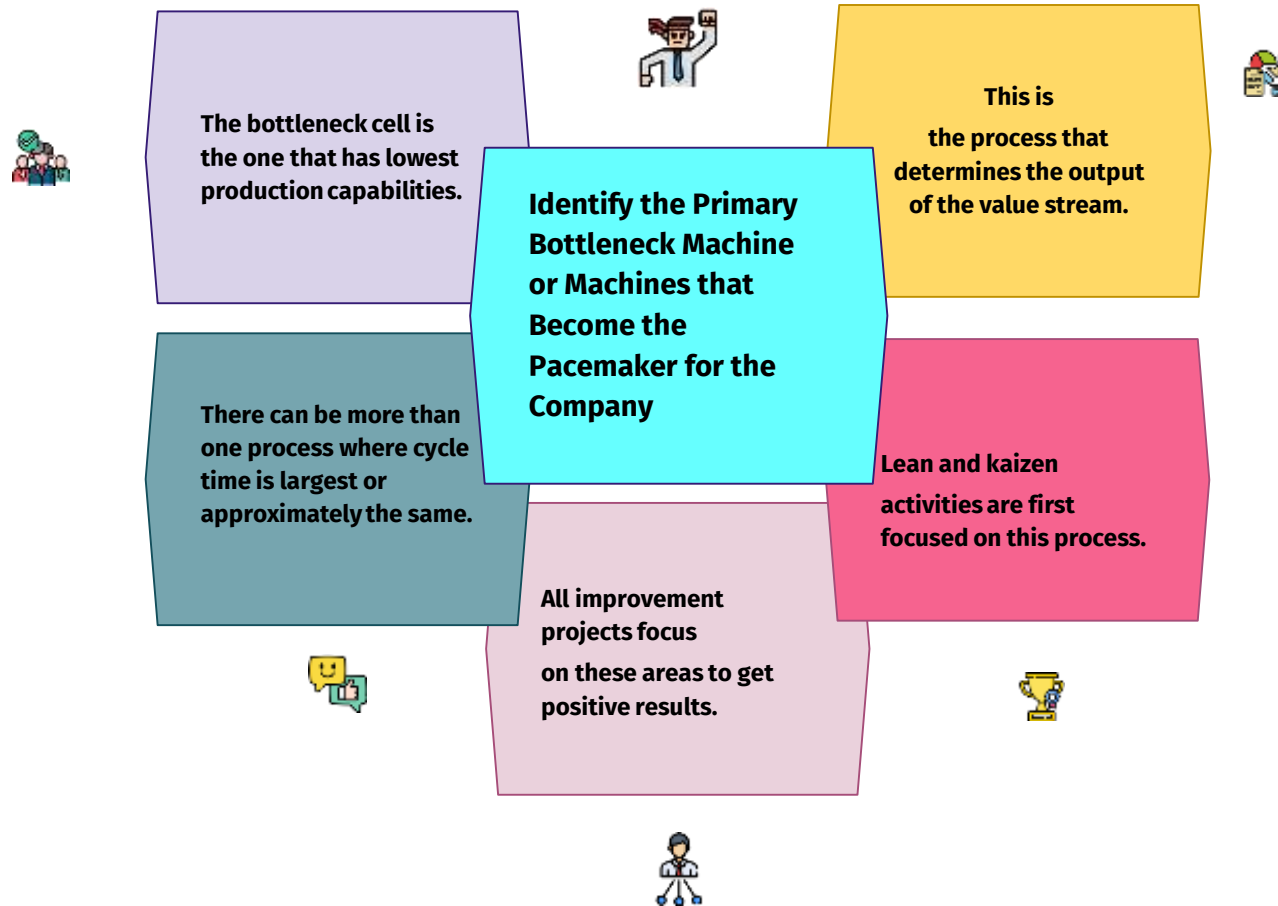 The bottleneck cell is
the one that has lowest
production capabilities.
This is
the process that
determines the output
of the value stream.
Identify the Primary
Bottleneck Machine
or Machines that
Become the
Pacemaker for the
Company
There can be more than
one process where cycle
time is largest or
approximately the same.
Lean and kaizen
activities are first
focused on this process.
All improvement
projects focus
on these areas to get
positive results.